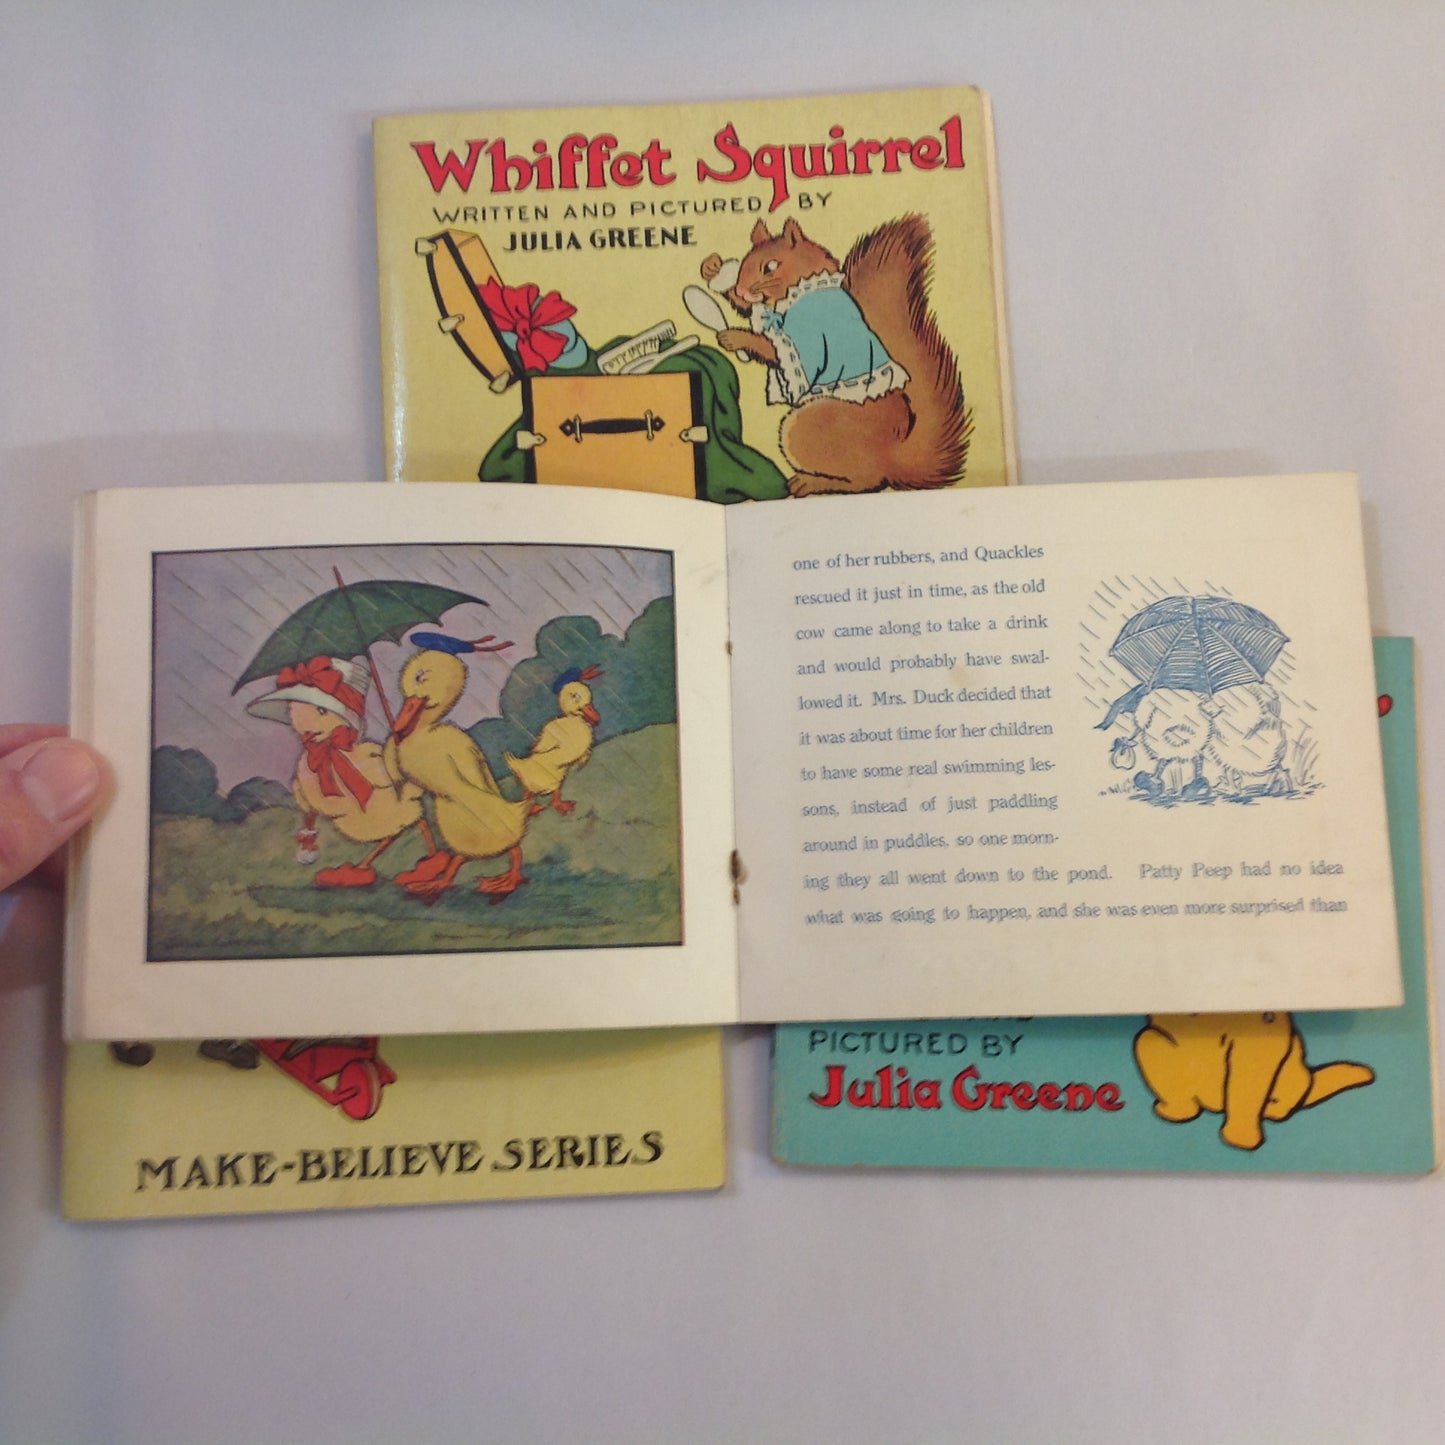 Whiffet Squirrel
WRITTEN AND PICTURED BY
JULIA GREENE
one of her rubbers, and Quackles
rescued it just in time, as the old
cow came along to take a drink
and would probably have swal-
lowed it. Mrs. Duck decided that
it was about time for her children
to have some real swimming les-
sons, instead of just paddling
around in puddles, so one morn-
ing they all went down to the pond. Patty Peep had no idea
what was going to happen, and she was even more surprised than
PICTURED BY
Julia Greene
MAKE-BELIEVE SERIES